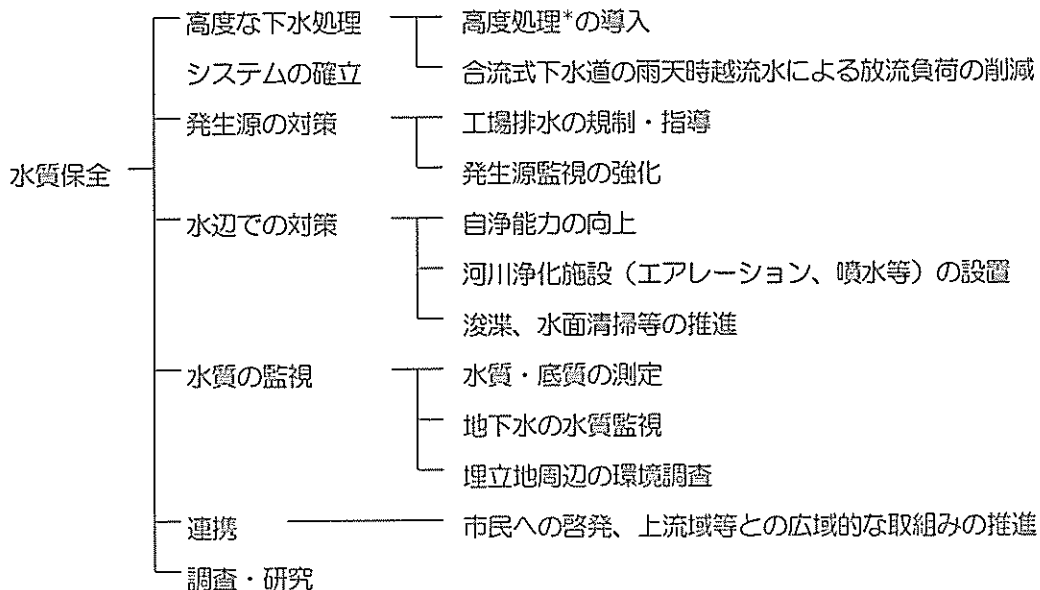 高度な下水処理 高度処理*の導入
システムの確立 合流式下水道の雨天時越流水による放流負荷の削減
発生源の対策 工場排水の規制・指導
水質保全 発生源監視の強化
水辺での対策 自浄能力の向上
河川浄化施設（エアレーション、噴水等）の設置
浚渫、水面清掃等の推進
水質の監視 水質・底質の測定
地下水の水質監視
埋立地周辺の環境調査
連携 市民への啓発、上流域等との広域的な取組みの推進
調査・研究